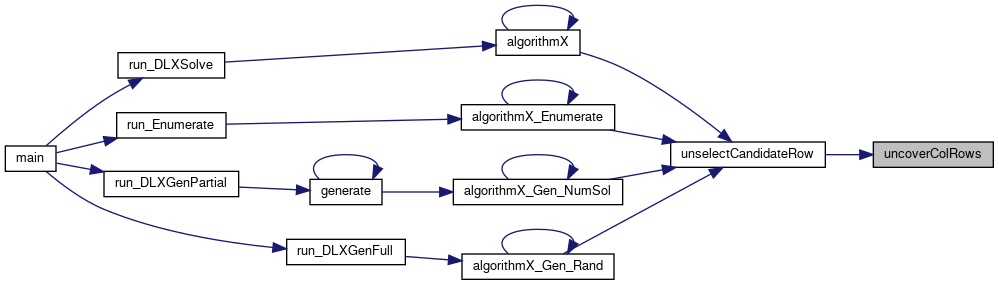 algorithmX
run_DLXSolve
algorithmX_Enumerate
run_Enumerate
main
unselectCandidateRow
uncoverColRows
run_DLXGenPartial
generate
algorithmX_Gen_NumSol
run_DLXGenFull
algorithmX_Gen_Rand